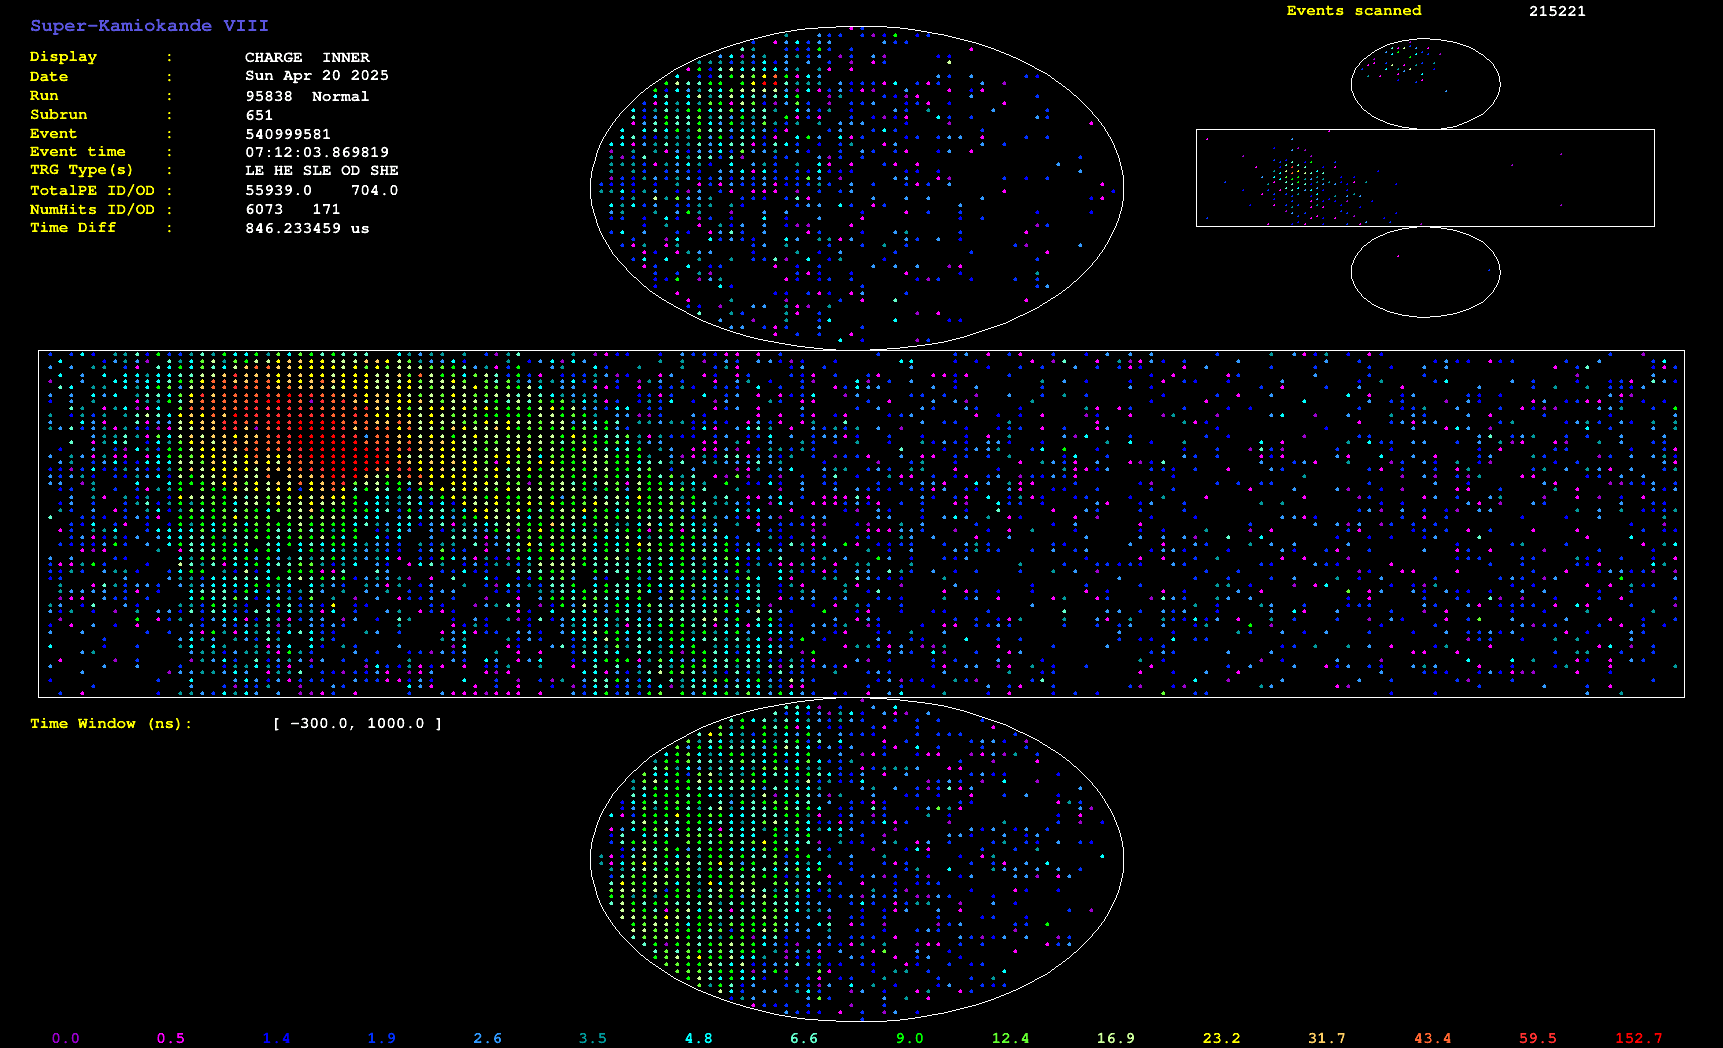 Super-Kamiokande VIII
Events scanned 215221
Display : CHARGE INNER
Date : Sun Apr 20 2025
Run : 95838 Normal
Subrun : 651
Event : 540999581
Event time : 07:12:03.869819
TRG Type(s) : LE HE SLE OD SHE
TotalPE ID/OD : 55939.0 704.0
NumHits ID/OD : 6073 171
Time Diff : 846.233459 us
Time Window (ns): [ -300.0, 1000.0 ]
0.0 0.5 1.4 1.9 2.6 3.5 4.8 6.6 9.0 12.4 16.9 23.2 31.7 43.4 59.5 152.7